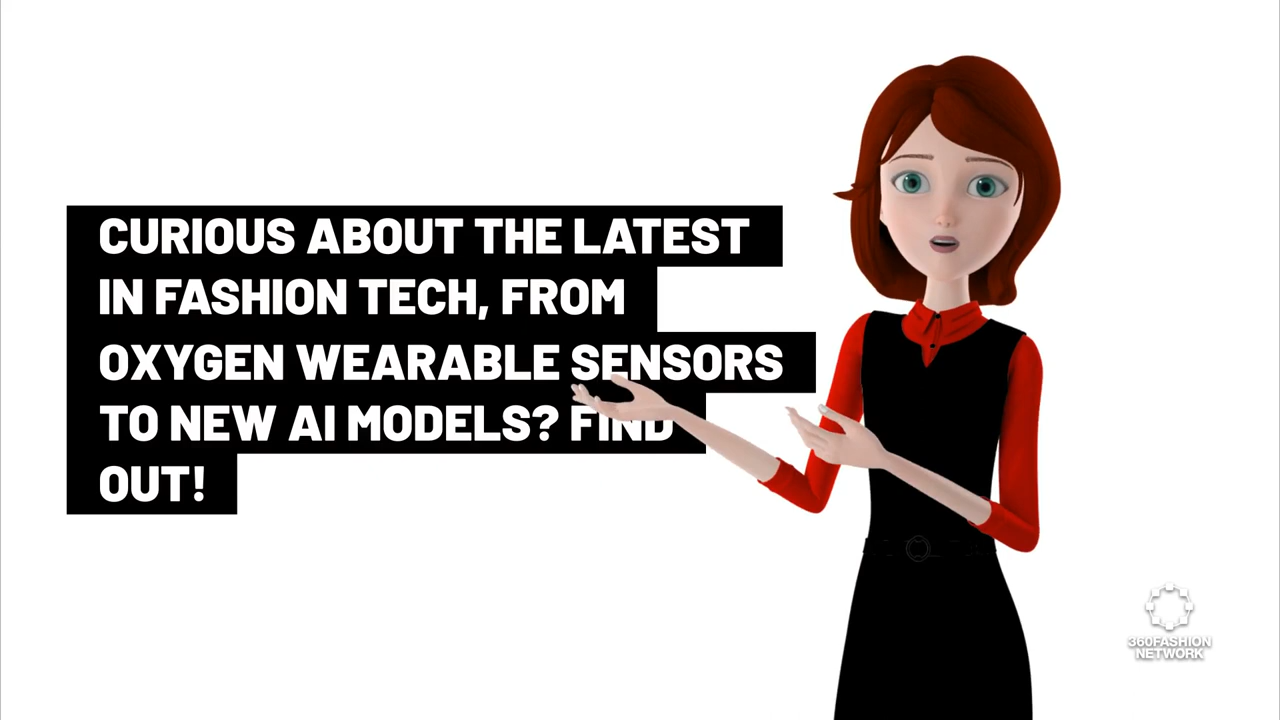 CURIOUS ABOUT THE LATEST
IN FASHION TECH, FROM
OXYGEN WEARABLE SENSORS
TO NEW AI MODELS? FIND
OUT!
360FASHION
NETWORK